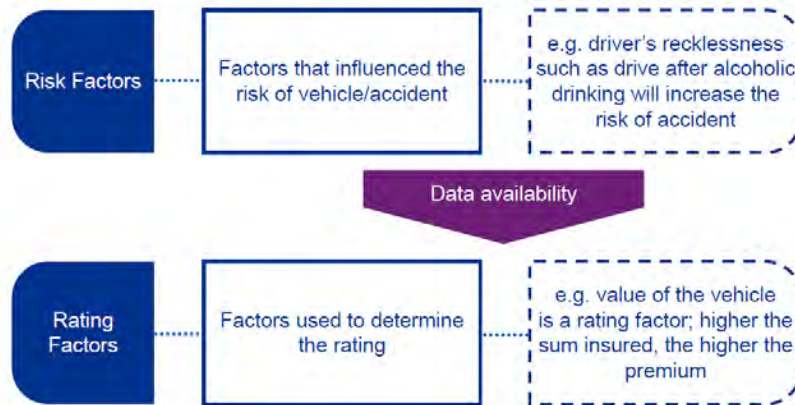 Risk Factors
Factors that influenced the
risk of vehicle/accident
e.g. driver's recklessness
such as drive after alcoholic
drinking will increase the
risk of accident
Data availability
Rating
Factors
Factors used to determine
the rating
e.g. value of the vehicle
is a rating factor; higher the
sum insured, the higher the
premium